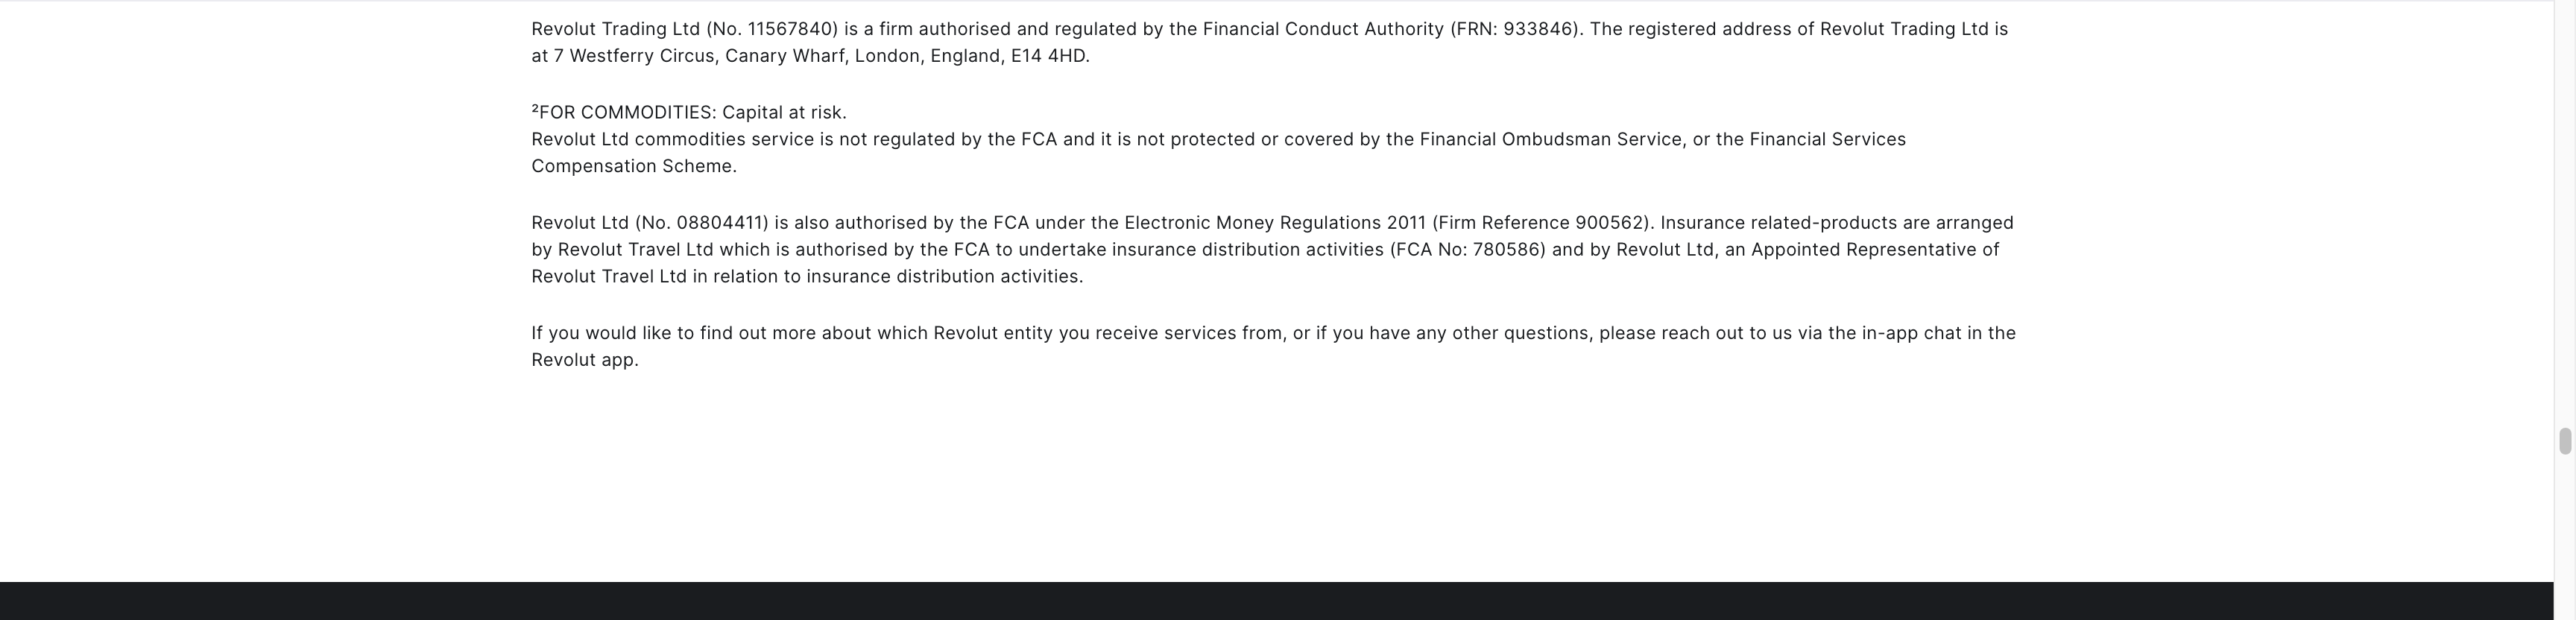 Revolut Trading Ltd (No. 11567840) is a firm authorised and regulated by the Financial Conduct Authority (FRN: 933846). The registered address of Revolut Trading Ltd is
at 7 Westferry Circus, Canary Wharf, London, England, E14 4HD.
²FOR COMMODITIES: Capital at risk.
Revolut Ltd commodities service is not regulated by the FCA and it is not protected or covered by the Financial Ombudsman Service, or the Financial Services
Compensation Scheme.
Revolut Ltd (No. 08804411) is also authorised by the FCA under the Electronic Money Regulations 2011 (Firm Reference 900562). Insurance related-products are arranged
by Revolut Travel Ltd which is authorised by the FCA to undertake insurance distribution activities (FCA No: 780586) and by Revolut Ltd, an Appointed Representative of
Revolut Travel Ltd in relation to insurance distribution activities.
If you would like to find out more about which Revolut entity you receive services from, or if you have any other questions, please reach out to us via the in-app chat in the
Revolut app.